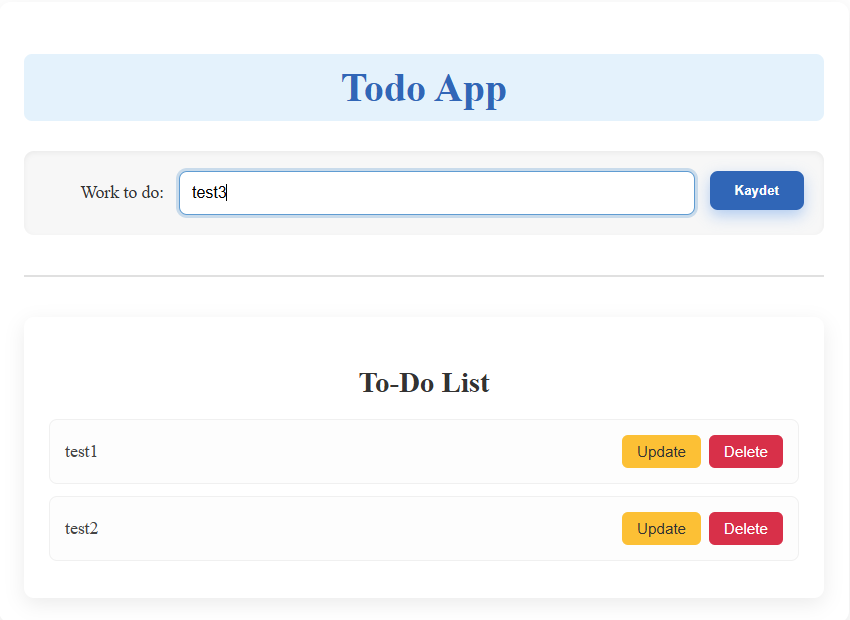 Todo App
Work to do: test3 Kaydet
To-Do List
test1 Update Delete
test2 Update Delete